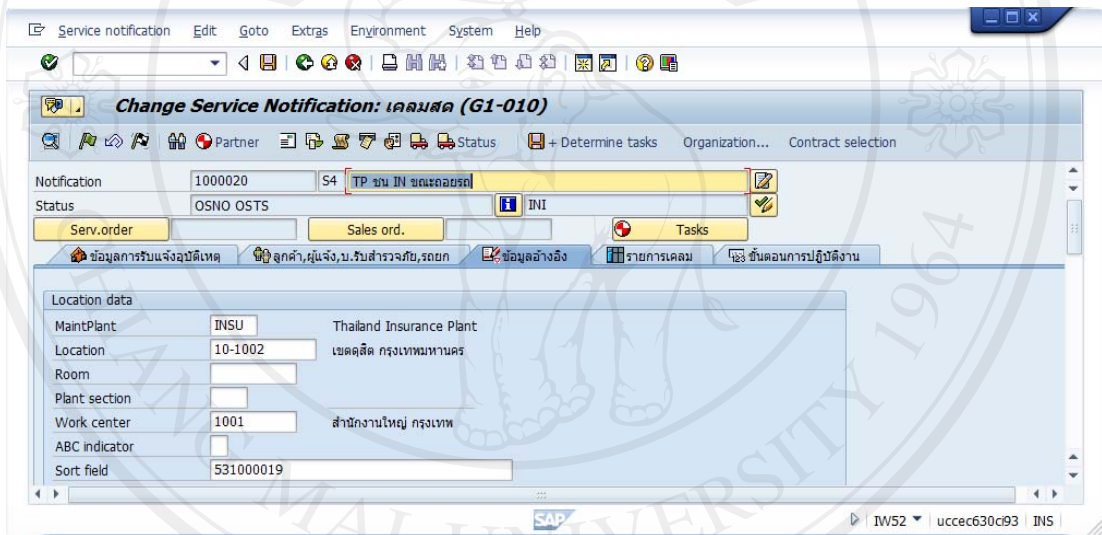 Service notification Edit Goto Extras Environment System Help
Change Service Notification: เคลมสด (G1-010)
Partner Status + Determine tasks Organization... Contract selection
Notification 1000020 S4 TP ชน IN ขณะถอยรถ
Status OSNO OSTS INI
Serv.order Sales ord. Tasks
ข้อมูลการรับแจ้งอุบัติเหตุ ลูกค้า,ผู้แจ้ง,บ.รับสำรวจภัย,รถยก ข้อมูลอ้างอิง รายการเคลม ขั้นตอนการปฏิบัติงาน
Location data
MaintPlant INSU Thailand Insurance Plant
Location 10-1002 เขตดุสิต กรุงเทพมหานคร
Room
Plant section
Work center 1001 สำนักงานใหญ่ กรุงเทพ
ABC indicator
Sort field 531000019
SAP IW52 uccec630ci93 INS
CHIANG MAI UNIVERSITY 1964